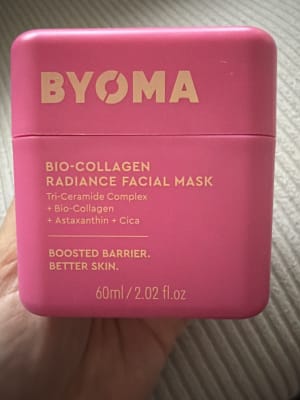 BYOMA
BIO-COLLAGEN
RADIANCE FACIAL MASK
Tri-Ceramide Complex
+ Bio-Collagen
+ Astaxanthin + Cica
BOOSTED BARRIER.
BETTER SKIN.
60ml / 2.02 fl.oz